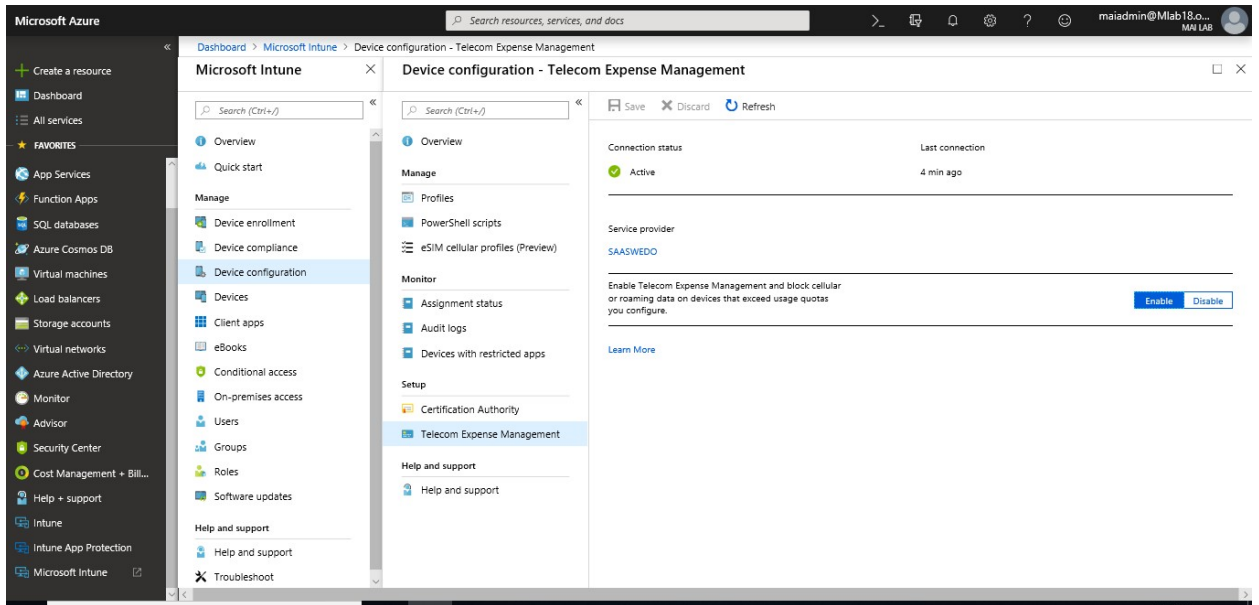 Microsoft Azure
Search resources, services, and docs
maiadmin@Mlab18.o...
MAI LAB
Dashboard > Microsoft Intune > Device configuration - Telecom Expense Management
Create a resource
Dashboard
All services
FAVORITES
App Services
Function Apps
SQL databases
Azure Cosmos DB
Virtual machines
Load balancers
Storage accounts
Virtual networks
Azure Active Directory
Monitor
Advisor
Security Center
Cost Management + Bill...
Help + support
Intune
Intune App Protection
Microsoft Intune
Microsoft Intune
Search (Ctrl+/)
Overview
Quick start
Manage
Device enrollment
Device compliance
Device configuration
Devices
Client apps
eBooks
Conditional access
On-premises access
Users
Groups
Roles
Software updates
Help and support
Help and support
Troubleshoot
Device configuration - Telecom Expense Management
Search (Ctrl+/)
Overview
Manage
Profiles
PowerShell scripts
eSIM cellular profiles (Preview)
Monitor
Assignment status
Audit logs
Devices with restricted apps
Setup
Certification Authority
Telecom Expense Management
Help and support
Help and support
Save Discard Refresh
Connection status
Active
Last connection
4 min ago
Service provider
SAASWEDO
Enable Telecom Expense Management and block cellular
or roaming data on devices that exceed usage quotas
you configure.
Enable Disable
Learn More